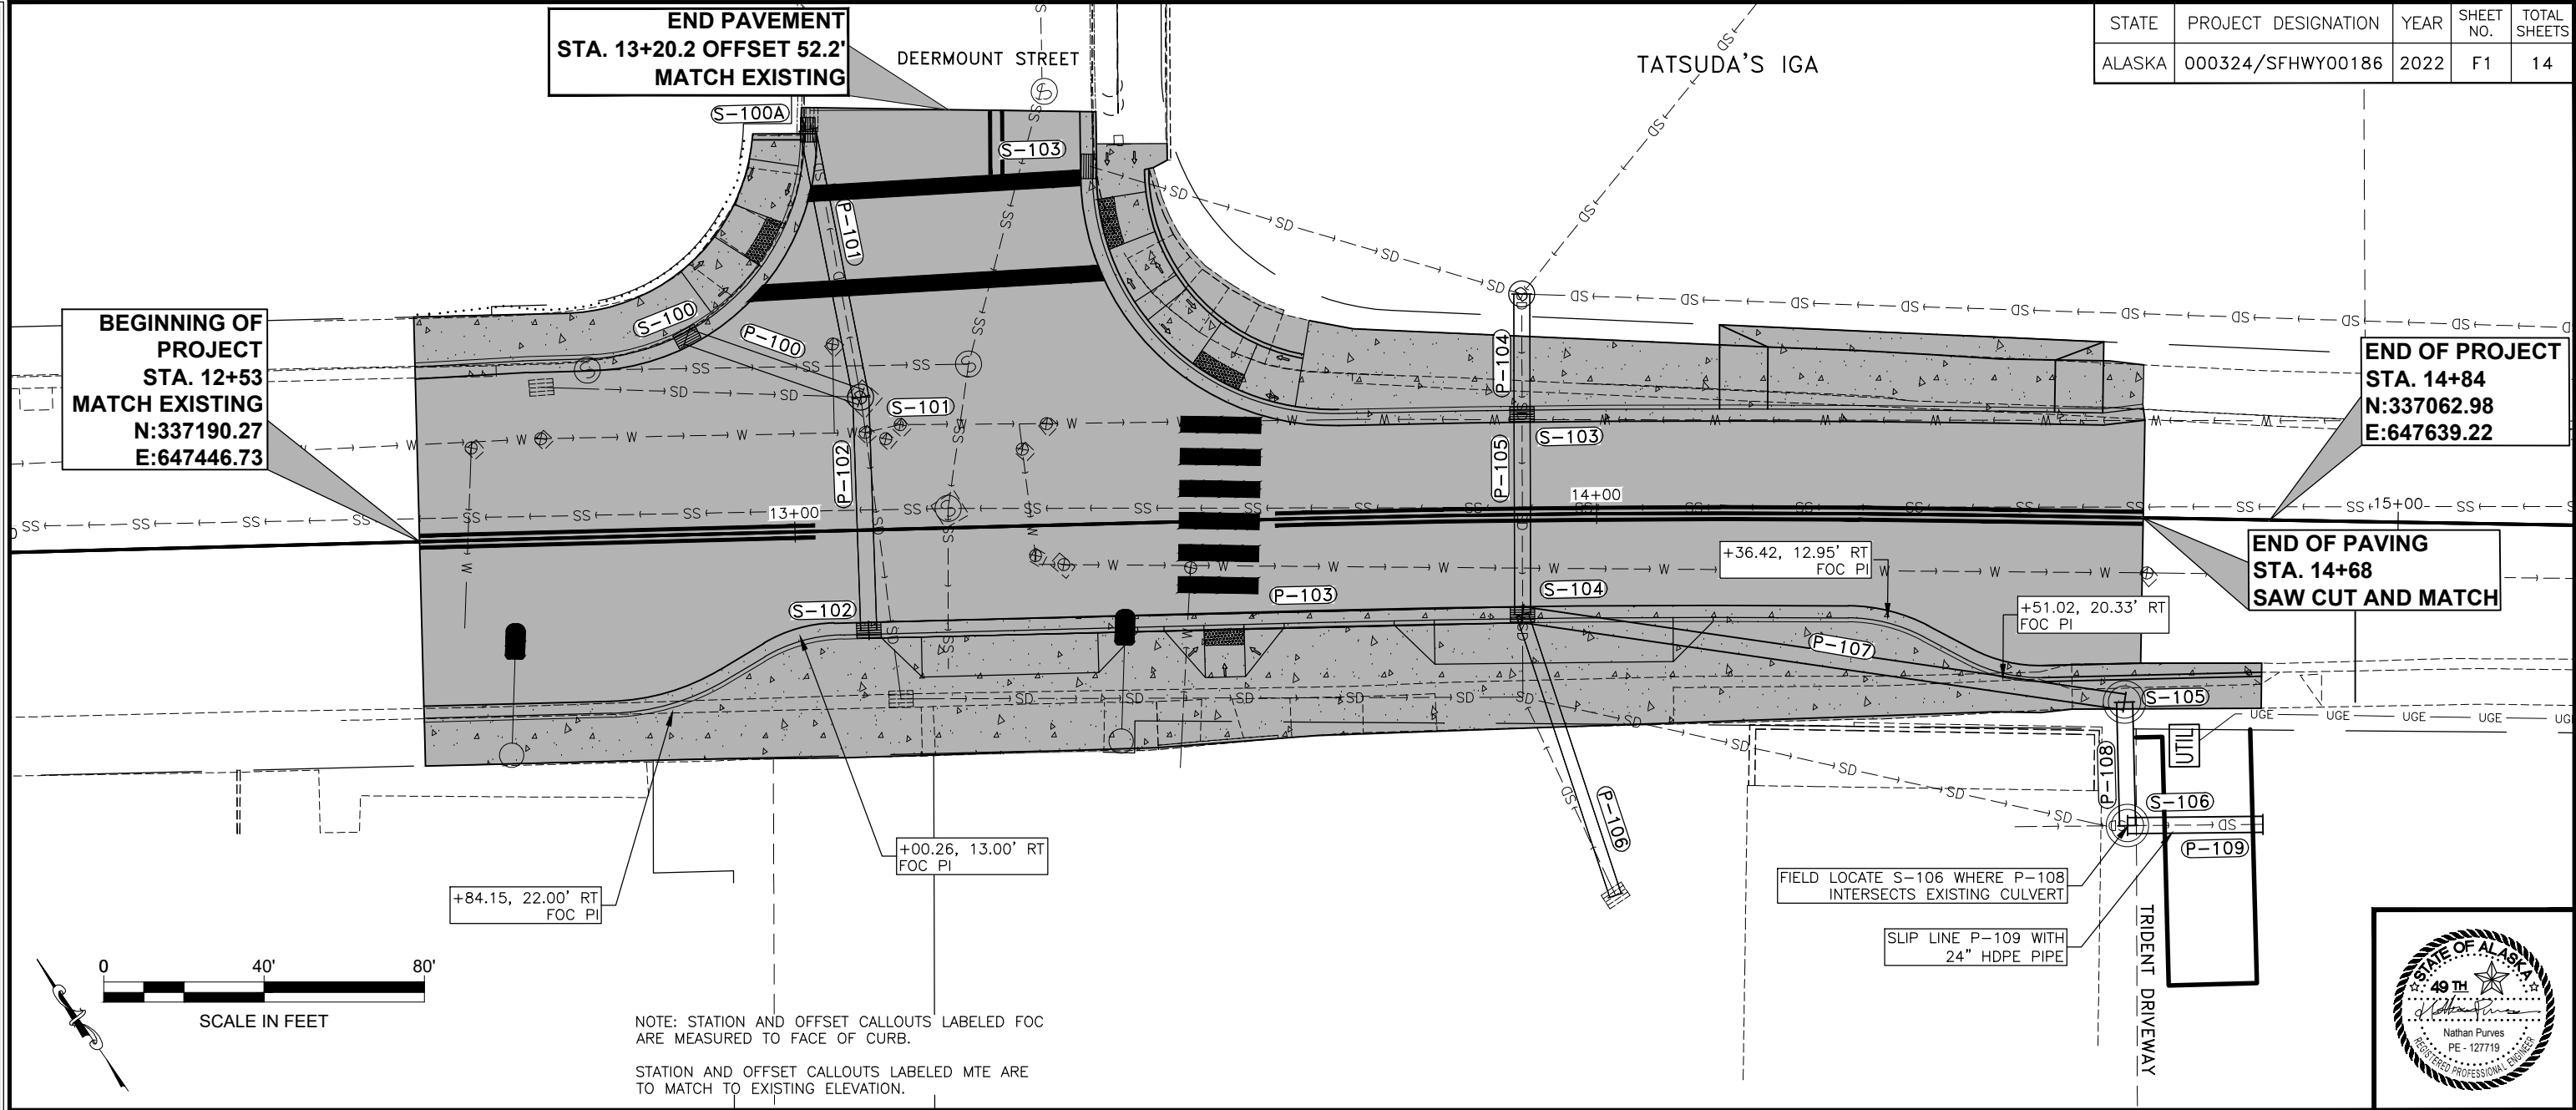 STATE
PROJECT DESIGNATION
YEAR
SHEET NO.
TOTAL SHEETS
ALASKA
000324/SFHWY00186
2022
F1
14
END PAVEMENT
STA. 13+20.2 OFFSET 52.2'
MATCH EXISTING
DEERMOUNT STREET
TATSUDA'S IGA
S-100A
S-103
P-101
S-100
P-100
S-101
P-102
P-104
S-103
P-105
BEGINNING OF
PROJECT
STA. 12+53
MATCH EXISTING
N:337190.27
E:647446.73
END OF PROJECT
STA. 14+84
N:337062.98
E:647639.22
13+00
14+00
15+00
END OF PAVING
STA. 14+68
SAW CUT AND MATCH
+36.42, 12.95' RT
FOC PI
+51.02, 20.33' RT
FOC PI
S-102
P-103
S-104
P-107
S-105
UGE
UGE
UGE
UGE
UTIL
P-108
S-106
P-109
P-106
+00.26, 13.00' RT
FOC PI
+84.15, 22.00' RT
FOC PI
FIELD LOCATE S-106 WHERE P-108
INTERSECTS EXISTING CULVERT
SLIP LINE P-109 WITH
24" HDPE PIPE
TRIDENT DRIVEWAY
0 40' 80'
SCALE IN FEET
NOTE: STATION AND OFFSET CALLOUTS LABELED FOC
ARE MEASURED TO FACE OF CURB.
STATION AND OFFSET CALLOUTS LABELED MTE ARE
TO MATCH TO EXISTING ELEVATION.
STATE OF ALASKA
49 TH
Nathan Purves
PE - 127719
REGISTERED PROFESSIONAL ENGINEER